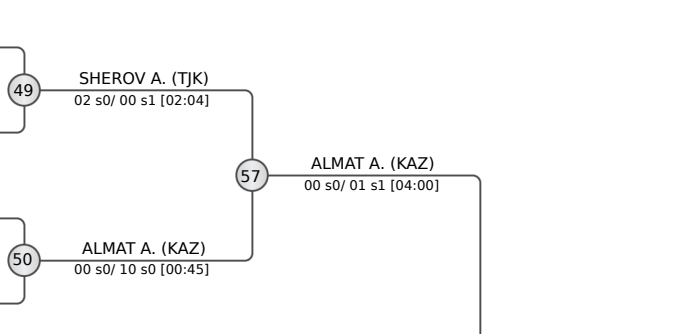 SHEROV A. (TJK)
49
02 s0/ 00 s1 [02:04]
ALMAT A. (KAZ)
57
00 s0/ 01 s1 [04:00]
ALMAT A. (KAZ)
50
00 s0/ 10 s0 [00:45]